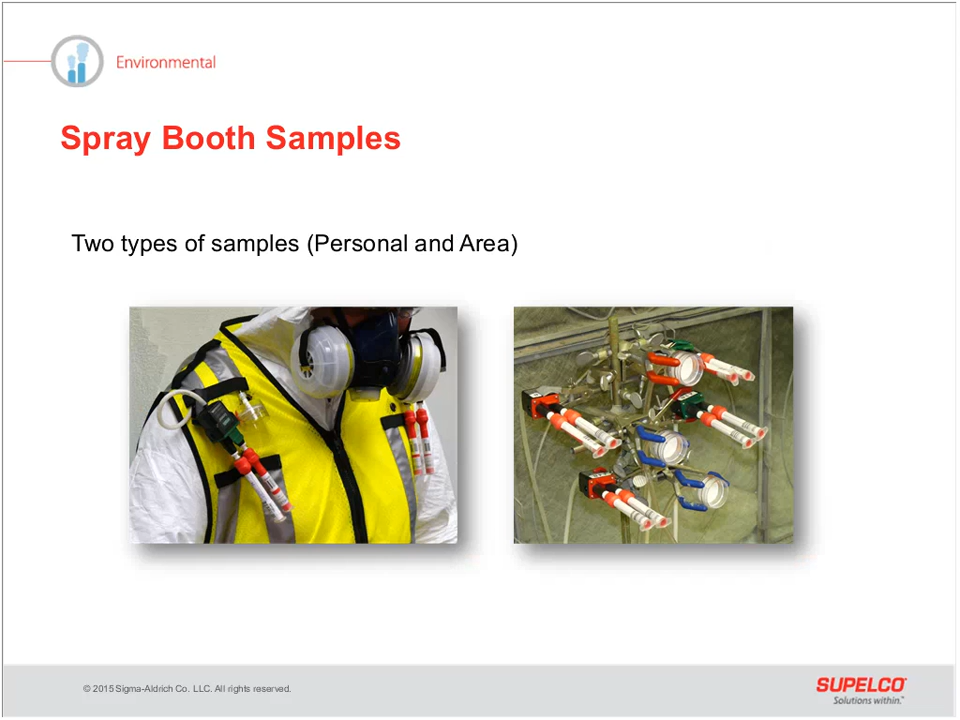 Environmental
Spray Booth Samples
Two types of samples (Personal and Area)
© 2015 Sigma-Aldrich Co. LLC. All rights reserved.
SUPELCO
Solutions within.™